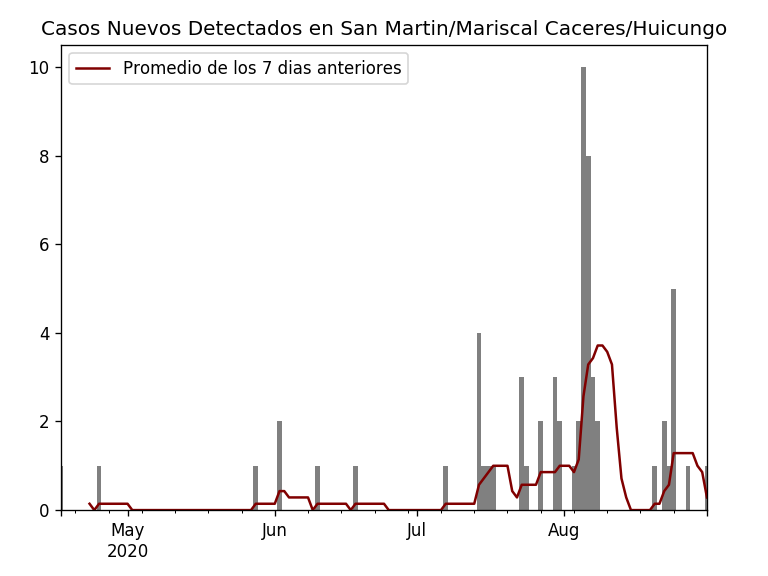 Casos Nuevos Detectados en San Martin/Mariscal Caceres/Huicungo
Promedio de los 7 dias anteriores
10
8
6
4
2
0
May
2020
Jun
Jul
Aug